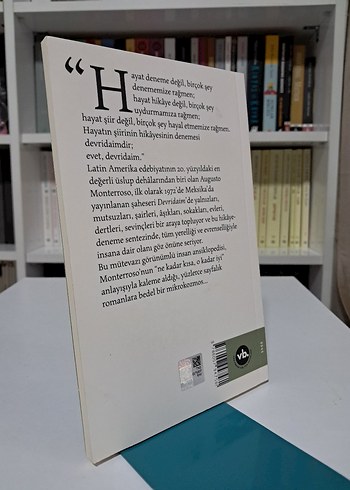 “Hayat deneme değil, birçok şey
denememize rağmen;
hayat hikâye değil, birçok şey
uydurmamıza rağmen;
hayat şiir değil, birçok şey hayal etmemize rağmen.
Hayatın şiirinin hikâyesinin denemesi
devridaimdir;
evet, devridaim.”
Latin Amerika edebiyatının 20. yüzyıldaki en
değerli üslup dehâlarından biri olan Augusto
Monterroso, ilk olarak 1972'de Meksika'da
yayınlanan şaheseri Devridaim'de yalnızları,
mutsuzları, şairleri, âşıkları, sokakları, evleri,
dertleri, sevinçleri bir araya topluyor ve bu hikâye-
deneme sentezinde, tüm yerelliği ve evrenselliğiyle
insana dair olanı göz önüne seriyor.
Bu mütevazı görünümlü insan ansiklopedisi,
Monterroso'nun “ne kadar kısa, o kadar iyi”
anlayışıyla kaleme aldığı, yüzlerce sayfalık
romanlara bedel bir mikrokozmos...
vb.